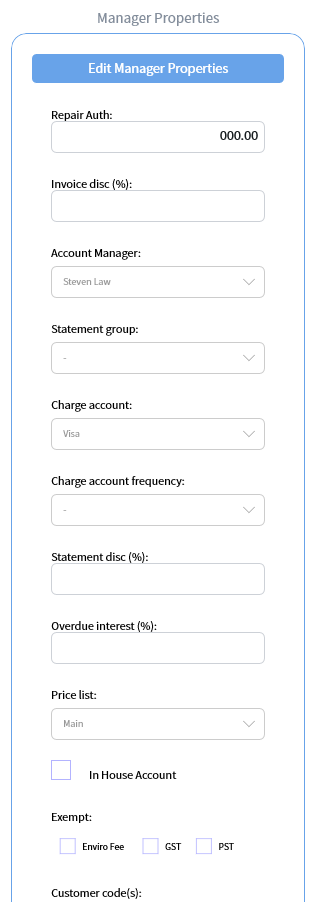 Manager Properties
Edit Manager Properties
Repair Auth:
000.00
Invoice disc (%):
Account Manager:
Steven Law
Statement group:
-
Charge account:
Visa
Charge account frequency:
-
Statement disc (%):
Overdue interest (%):
Price list:
Main
In House Account
Exempt:
Enviro Fee GST PST
Customer code(s):